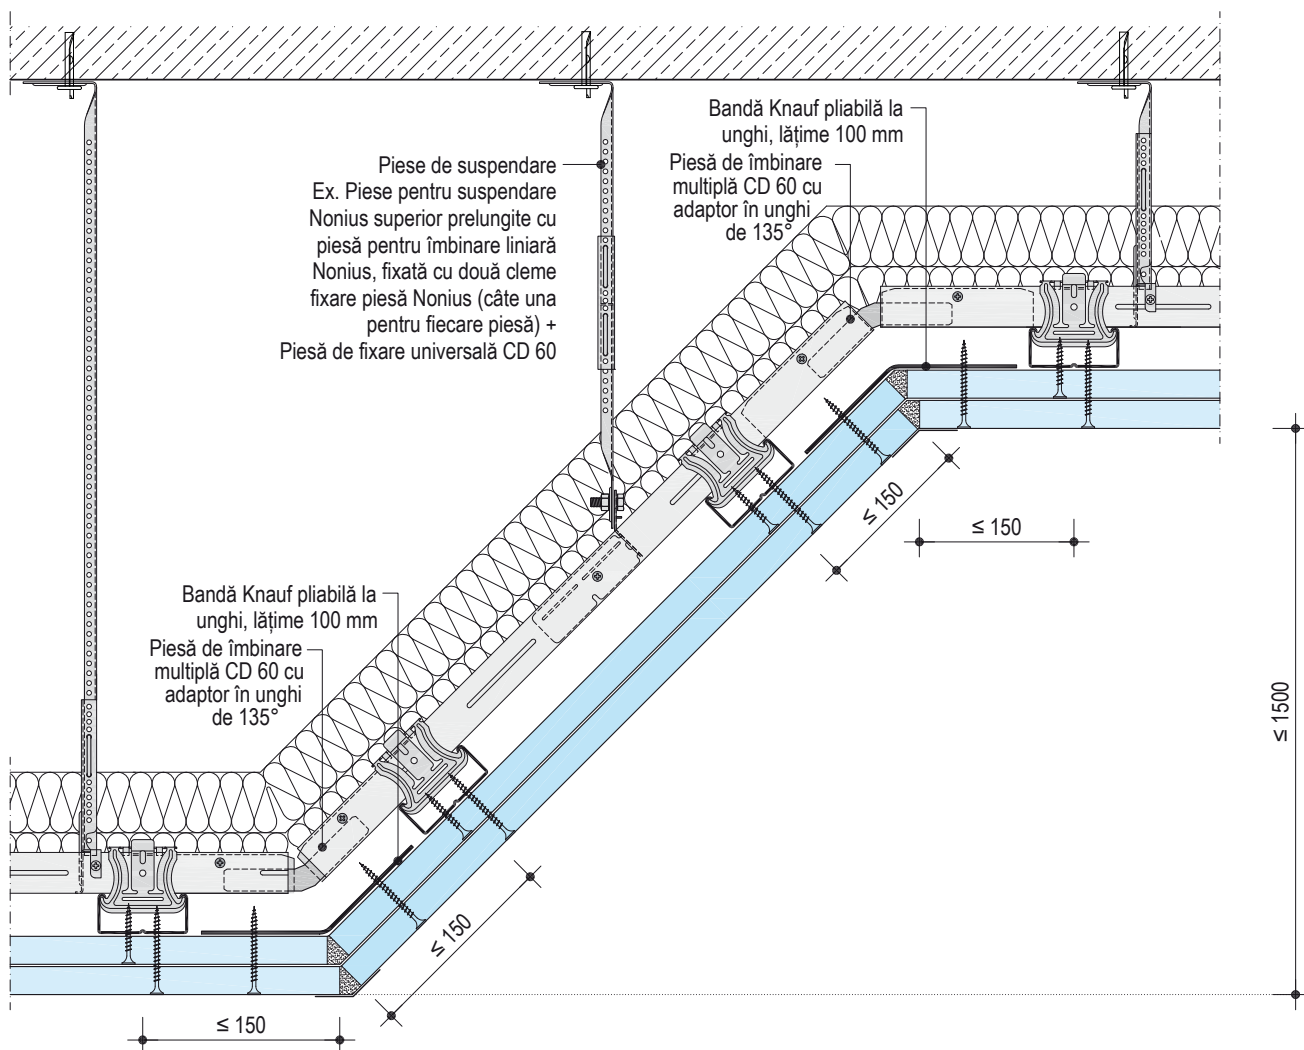 Bandă Knauf pliabilă la
unghi, lățime 100 mm
Piesă de îmbinare
multiplă CD 60 cu
adaptor în unghi
de 135°
Piese de suspendare
Ex. Piese pentru suspendare
Nonius superior prelungite cu
piesă pentru îmbinare liniară
Nonius, fixată cu două cleme
fixare piesă Nonius (câte una
pentru fiecare piesă) +
Piesă de fixare universală CD 60
≤ 150
≤ 150
Bandă Knauf pliabilă la
unghi, lățime 100 mm
Piesă de îmbinare
multiplă CD 60 cu
adaptor în unghi
de 135°
≤ 1500
≤ 150
≤ 150